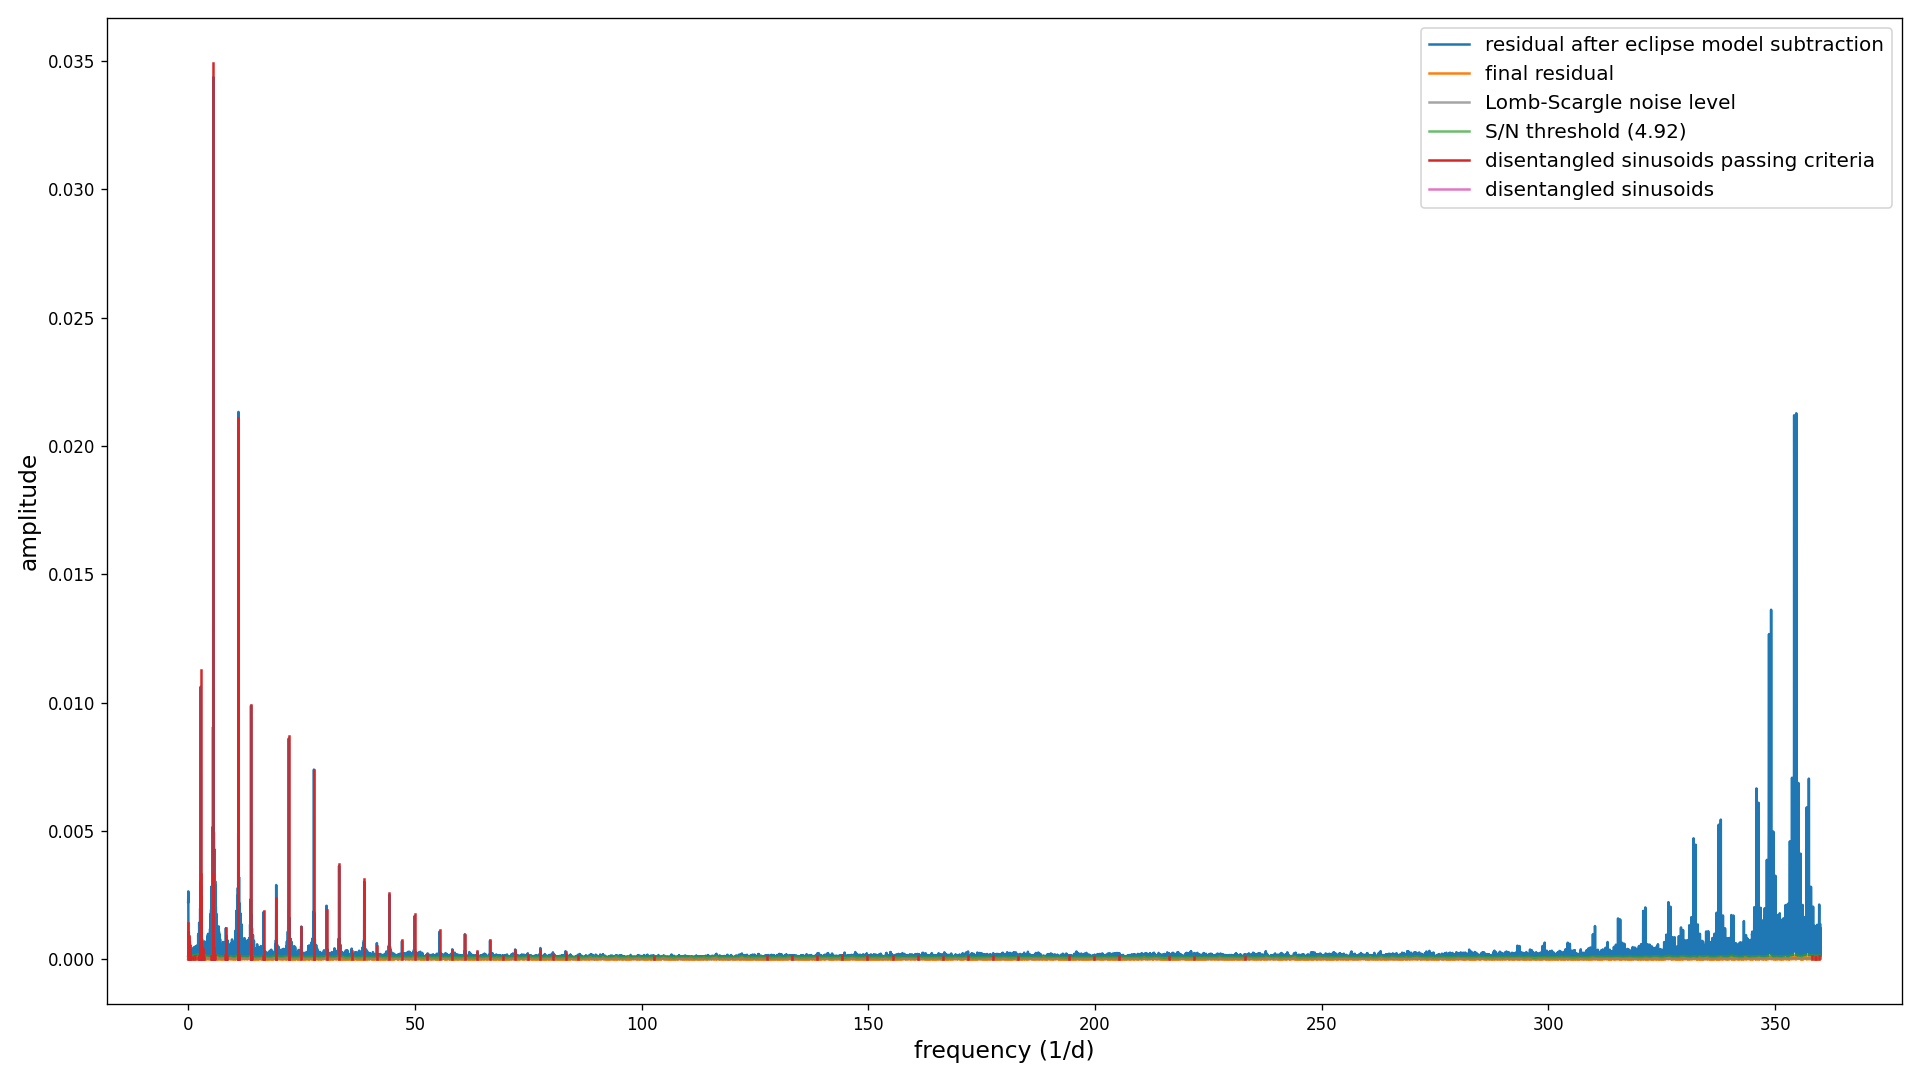 residual after eclipse model subtraction
final residual
Lomb-Scargle noise level
S/N threshold (4.92)
disentangled sinusoids passing criteria
disentangled sinusoids
0.035
0.030
0.025
0.020
0.015
0.010
0.005
0.000
amplitude
0 50 100 150 200 250 300 350
frequency (1/d)